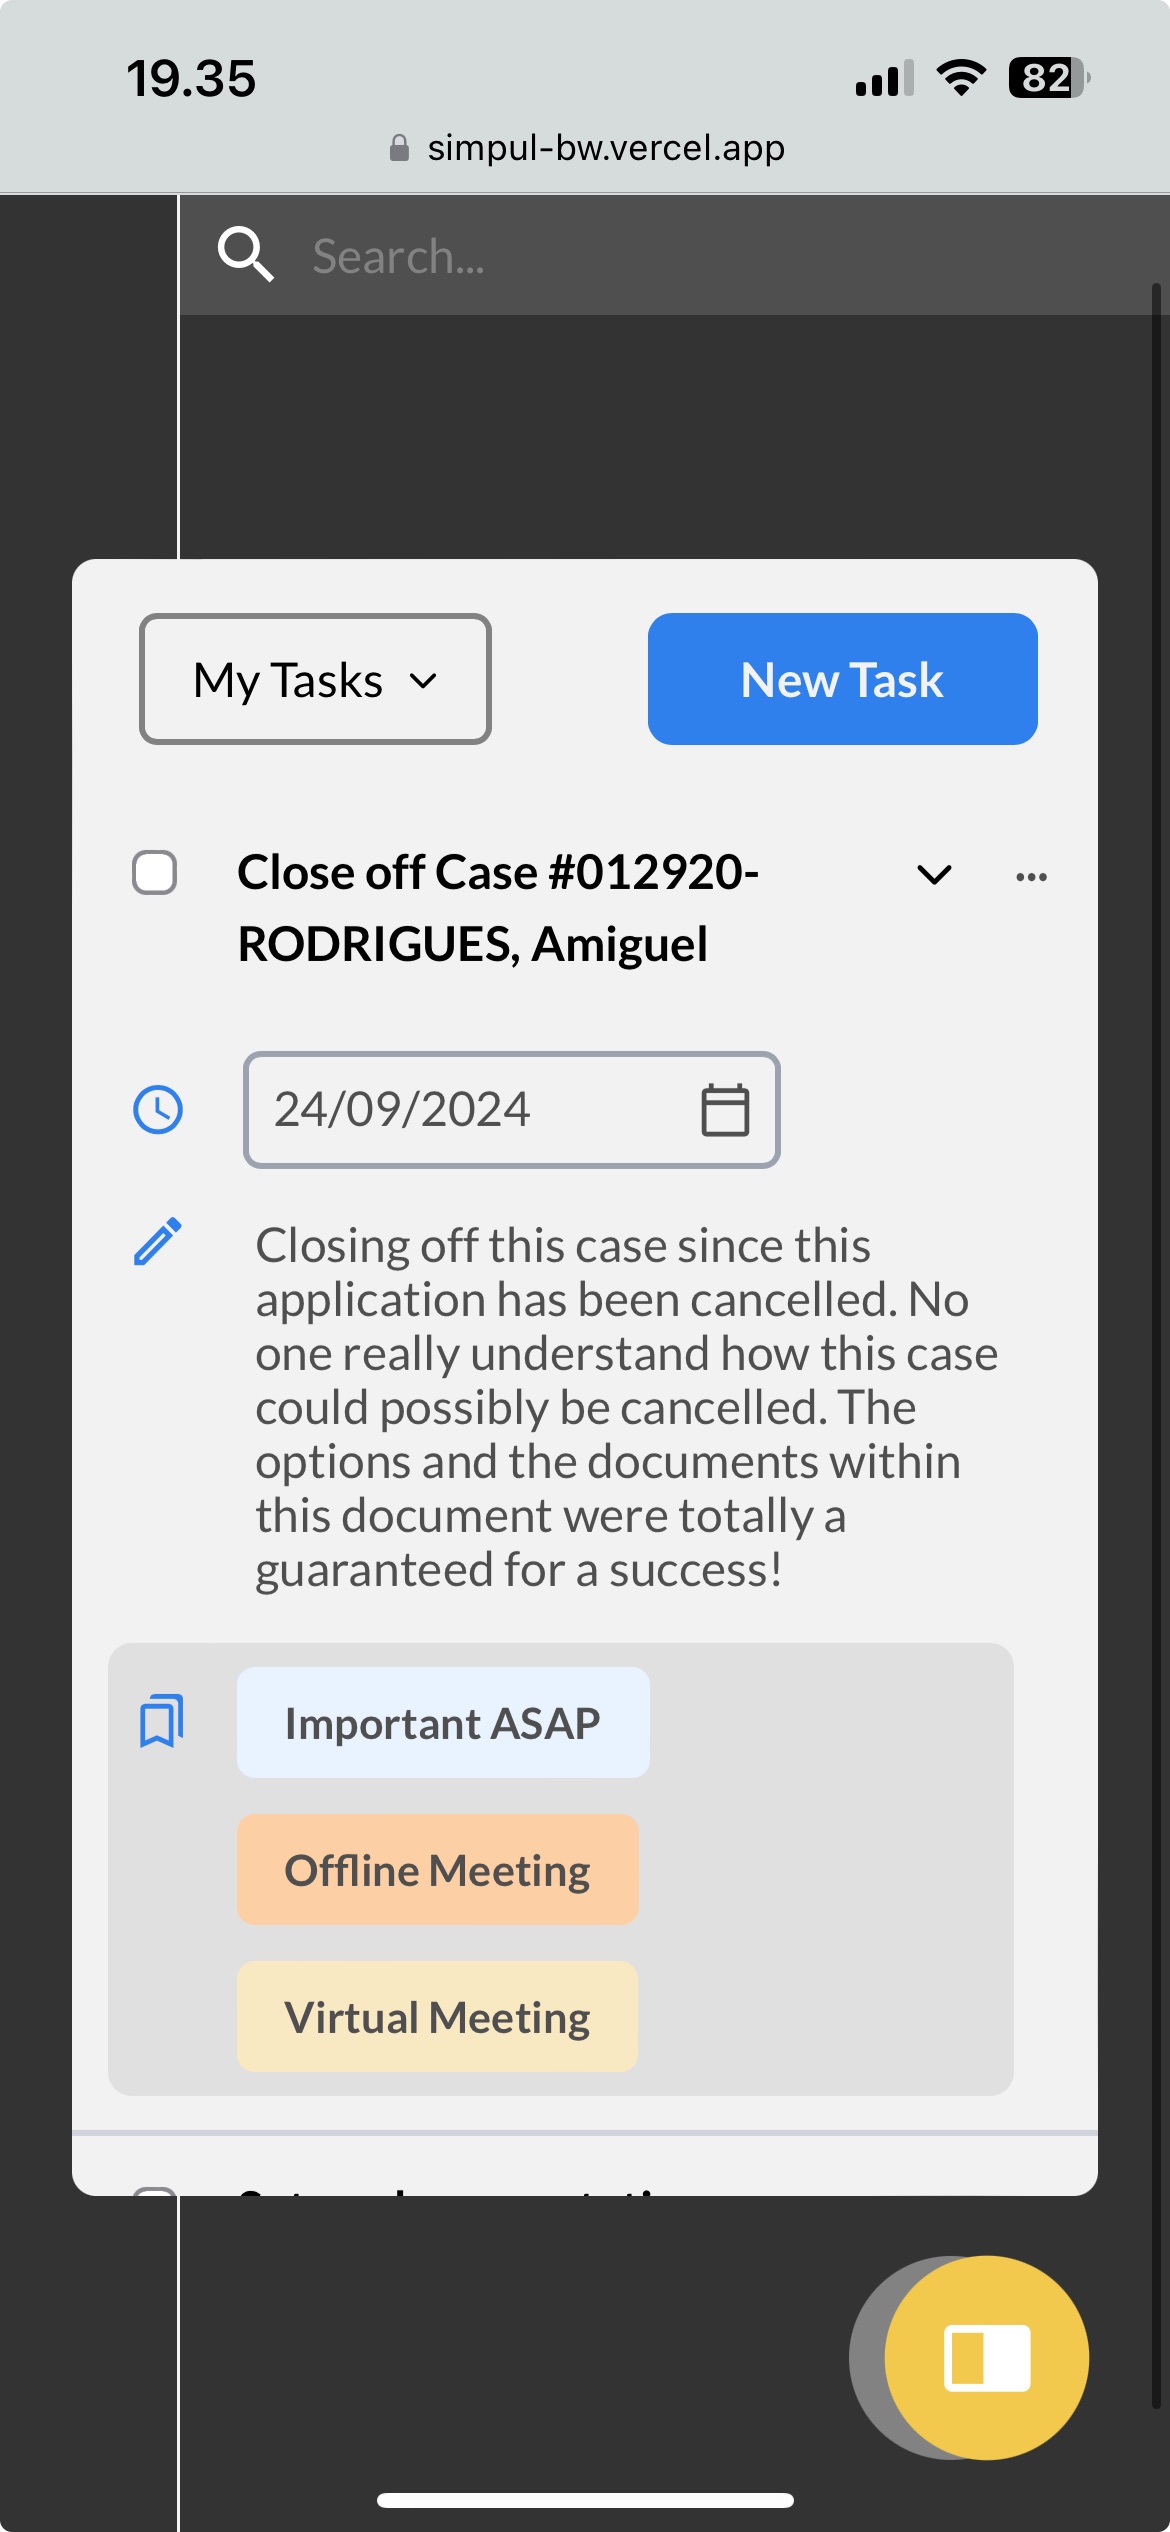 19.35
82
simpul-bw.vercel.app
Search...
My Tasks
New Task
Close off Case #012920-
RODRIGUES, Amiguel
24/09/2024
Closing off this case since this
application has been cancelled. No
one really understand how this case
could possibly be cancelled. The
options and the documents within
this document were totally a
guaranteed for a success!
Important ASAP
Offline Meeting
Virtual Meeting